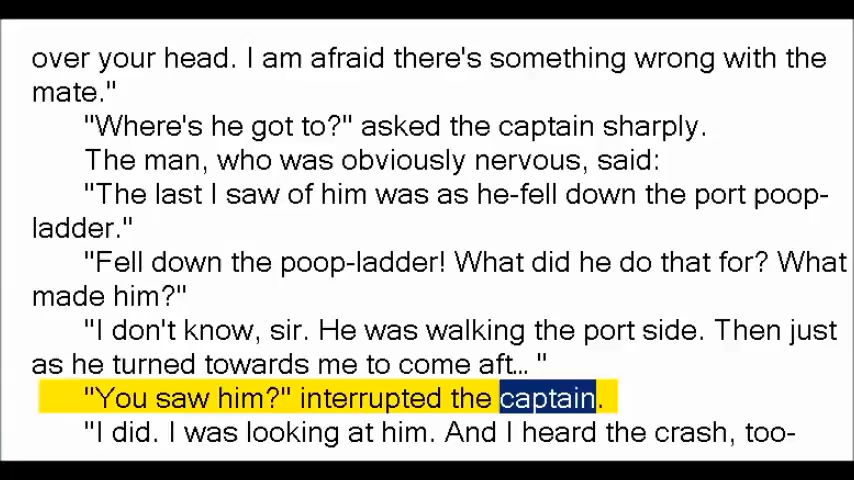 over your head. I am afraid there's something wrong with the
mate."
"Where's he got to?" asked the captain sharply.
The man, who was obviously nervous, said:
"The last I saw of him was as he-fell down the port poop-
ladder."
"Fell down the poop-ladder! What did he do that for? What
made him?"
"I don't know, sir. He was walking the port side. Then just
as he turned towards me to come aft... "
"You saw him?" interrupted the captain.
"I did. I was looking at him. And I heard the crash, too-